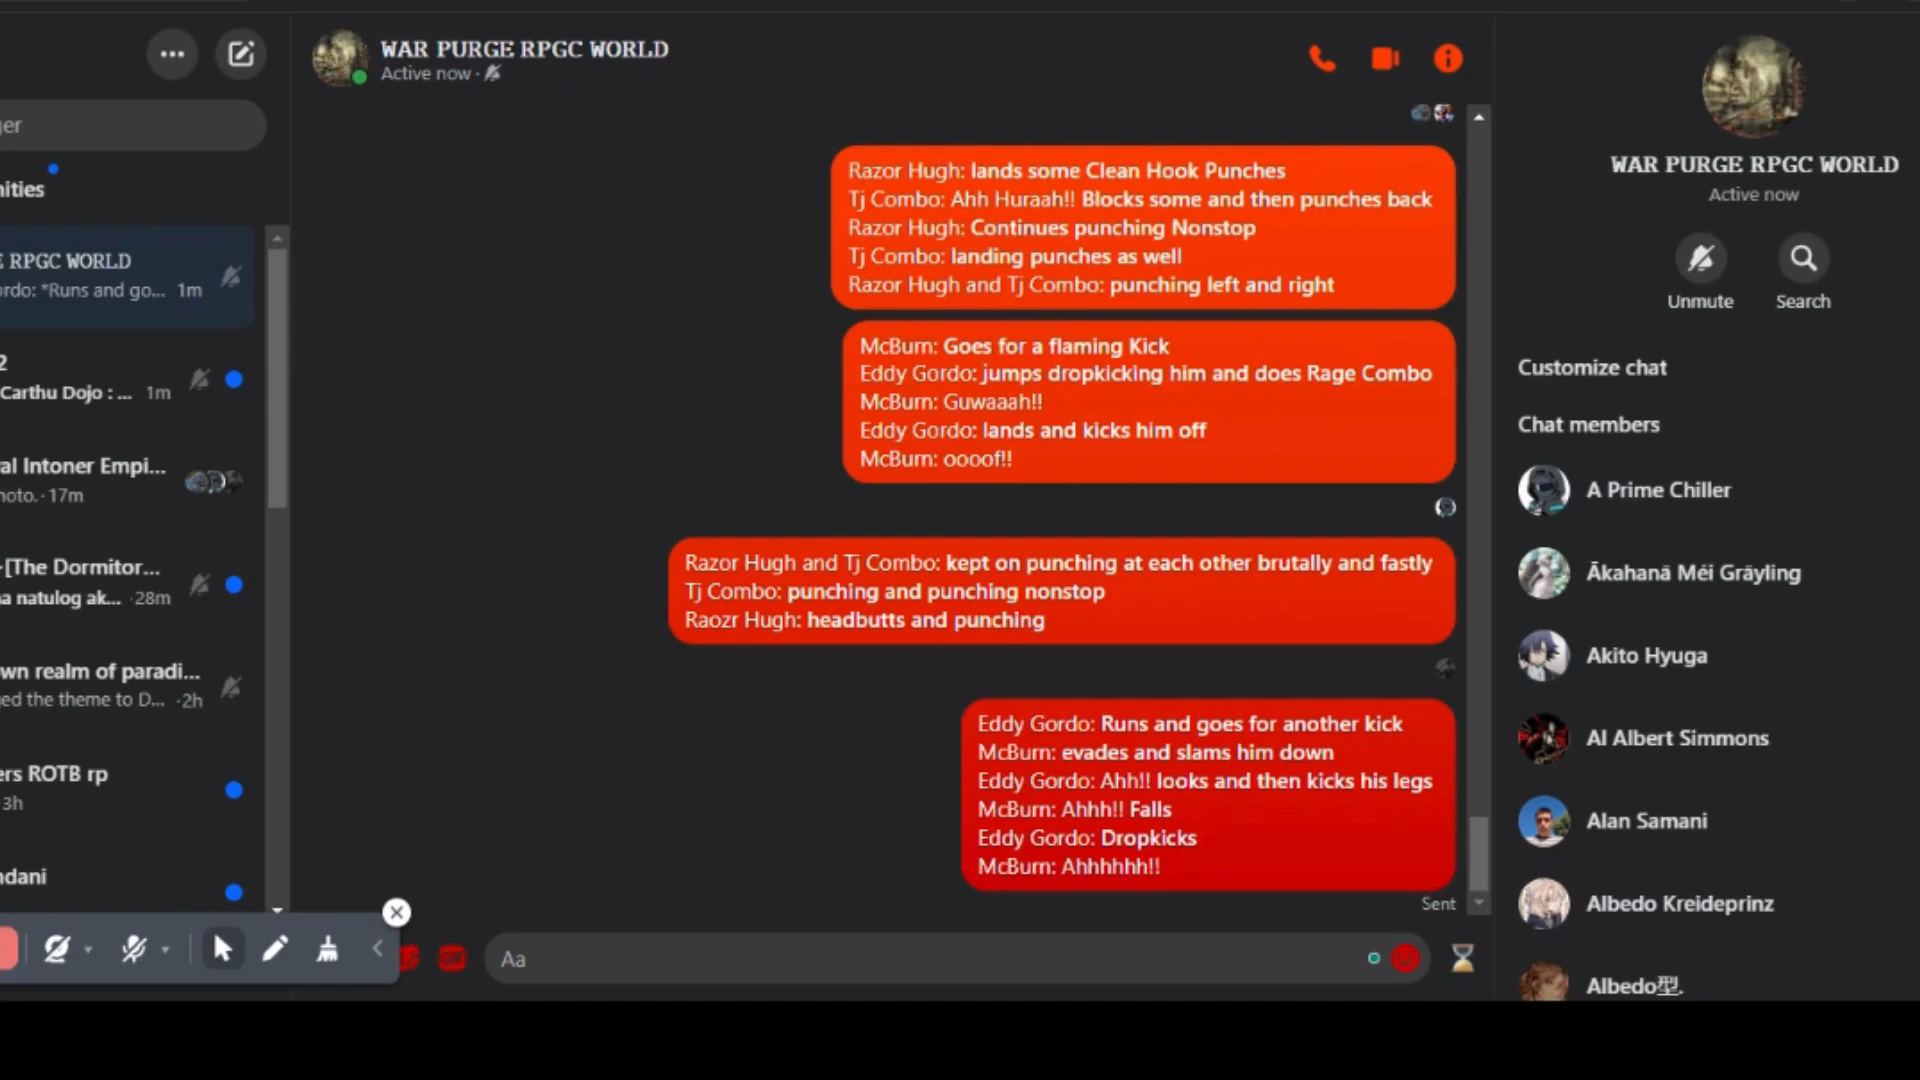 ger
nities
E RPGC WORLD
ordo: *Runs and go... 1m
2
Carthu Dojo : ... 1m
al Intoner Empi...
noto. · 17m
-[The Dormitor...
na natulog ak... · 28m
wn realm of paradi...
ged the theme to D... · 2h
ers ROTB rp
3h
ndani
WAR PURGE RPGC WORLD
Active now ·
Razor Hugh: lands some Clean Hook Punches
Tj Combo: Ahh Huraah!! Blocks some and then punches back
Razor Hugh: Continues punching Nonstop
Tj Combo: landing punches as well
Razor Hugh and Tj Combo: punching left and right
McBurn: Goes for a flaming Kick
Eddy Gordo: jumps dropkicking him and does Rage Combo
McBurn: Guwaaah!!
Eddy Gordo: lands and kicks him off
McBurn: oooof!!
Razor Hugh and Tj Combo: kept on punching at each other brutally and fastly
Tj Combo: punching and punching nonstop
Raozr Hugh: headbutts and punching
Eddy Gordo: Runs and goes for another kick
McBurn: evades and slams him down
Eddy Gordo: Ahh!! looks and then kicks his legs
McBurn: Ahhh!! Falls
Eddy Gordo: Dropkicks
McBurn: Ahhhhhh!!
Sent
GIF
Aa
WAR PURGE RPGC WORLD
Active now
Unmute
Search
Customize chat
Chat members
A Prime Chiller
Ākahanā Méi Grāyling
Akito Hyuga
Al Albert Simmons
Alan Samani
Albedo Kreideprinz
Albedo型.